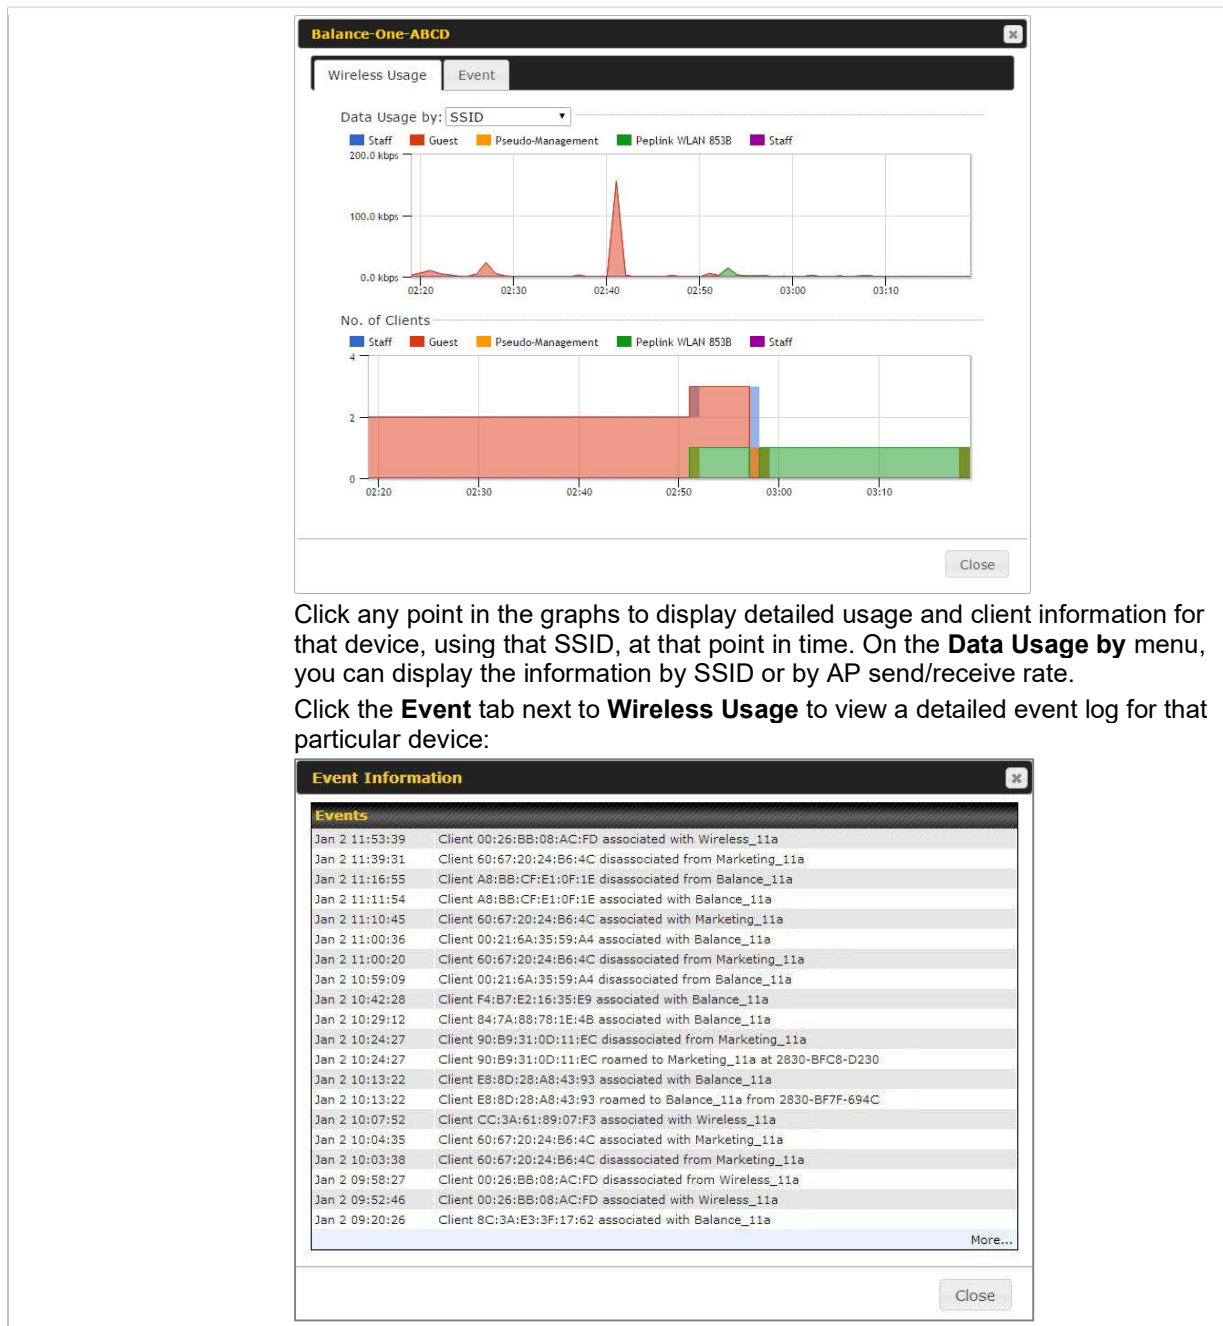 Balance-One-ABCD
Wireless Usage Event
Data Usage by: SSID
Staff Guest Pseudo-Management Peplink WLAN 853B Staff
200.0 kbps
100.0 kbps
0.0 kbps
02:20 02:30 02:40 02:50 03:00 03:10
No. of Clients
Staff Guest Pseudo-Management Peplink WLAN 853B Staff
4
2
0
02:20 02:30 02:40 02:50 03:00 03:10
Close
Click any point in the graphs to display detailed usage and client information for
that device, using that SSID, at that point in time. On the Data Usage by menu,
you can display the information by SSID or by AP send/receive rate.
Click the Event tab next to Wireless Usage to view a detailed event log for that
particular device:
Event Information
Events
Jan 2 11:53:39 Client 00:26:BB:08:AC:FD associated with Wireless_11a
Jan 2 11:39:31 Client 60:67:20:24:B6:4C disassociated from Marketing_11a
Jan 2 11:16:55 Client A8:BB:CF:E1:0F:1E disassociated from Balance_11a
Jan 2 11:11:54 Client A8:BB:CF:E1:0F:1E associated with Balance_11a
Jan 2 11:10:45 Client 60:67:20:24:B6:4C associated with Marketing_11a
Jan 2 11:00:36 Client 00:21:6A:35:59:A4 associated with Balance_11a
Jan 2 11:00:20 Client 60:67:20:24:B6:4C disassociated from Marketing_11a
Jan 2 10:59:09 Client 00:21:6A:35:59:A4 disassociated from Balance_11a
Jan 2 10:42:28 Client F4:B7:E2:16:35:E9 associated with Balance_11a
Jan 2 10:29:12 Client 84:7A:88:78:1E:4B associated with Balance_11a
Jan 2 10:24:27 Client 90:B9:31:0D:11:EC disassociated from Marketing_11a
Jan 2 10:24:27 Client 90:B9:31:0D:11:EC roamed to Marketing_11a at 2830-BFC8-D230
Jan 2 10:13:22 Client E8:8D:28:A8:43:93 associated with Balance_11a
Jan 2 10:13:22 Client E8:8D:28:A8:43:93 roamed to Balance_11a from 2830-BF7F-694C
Jan 2 10:07:52 Client CC:3A:61:89:07:F3 associated with Wireless_11a
Jan 2 10:04:35 Client 60:67:20:24:B6:4C associated with Marketing_11a
Jan 2 10:03:38 Client 60:67:20:24:B6:4C disassociated from Marketing_11a
Jan 2 09:58:27 Client 00:26:BB:08:AC:FD disassociated from Wireless_11a
Jan 2 09:52:46 Client 00:26:BB:08:AC:FD associated with Wireless_11a
Jan 2 09:20:26 Client 8C:3A:E3:3F:17:62 associated with Balance_11a
More...
Close